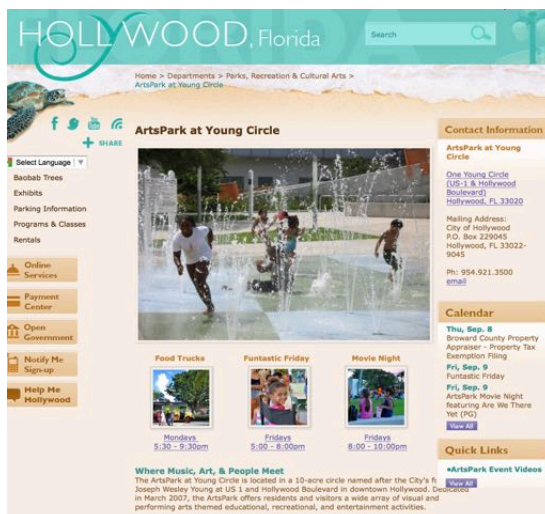 HOLLYWOOD, Florida
Search
Home > Departments > Parks, Recreation & Cultural Arts >
ArtsPark at Young Circle
SHARE
Select Language
Baobab Trees
Exhibits
Parking Information
Programs & Classes
Rentals
Online
Services
Payment
Center
Open
Government
Notify Me
Sign-up
Help Me
Hollywood
ArtsPark at Young Circle
Food Trucks
Mondays
5:30 - 9:30pm
Funtastic Friday
Fridays
5:00 - 8:00pm
Movie Night
Fridays
8:00 - 10:00pm
Where Music, Art, & People Meet
The ArtsPark at Young Circle is located in a 10-acre circle named after the City's
Joseph Wesley Young at US 1 and Hollywood Boulevard in downtown Hollywood. Dedicated
in March 2007, the ArtsPark offers residents and visitors a wide array of visual and
performing arts themed educational, recreational, and entertainment activities.
Contact Information
ArtsPark at Young
Circle
One Young Circle
(US-1 & Hollywood
Boulevard)
Hollywood, FL 33020
Mailing Address:
City of Hollywood
P.O. Box 229045
Hollywood, FL 33022-
9045
Ph: 954.921.3500
email
Calendar
Thu, Sep. 8
Broward County Property
Appraiser - Property Tax
Exemption Filing
Fri, Sep. 9
Funtastic Friday
Fri, Sep. 9
ArtsPark Movie Night
featuring Are We There
Yet (PG)
View All
Quick Links
•ArtsPark Event Videos
View All